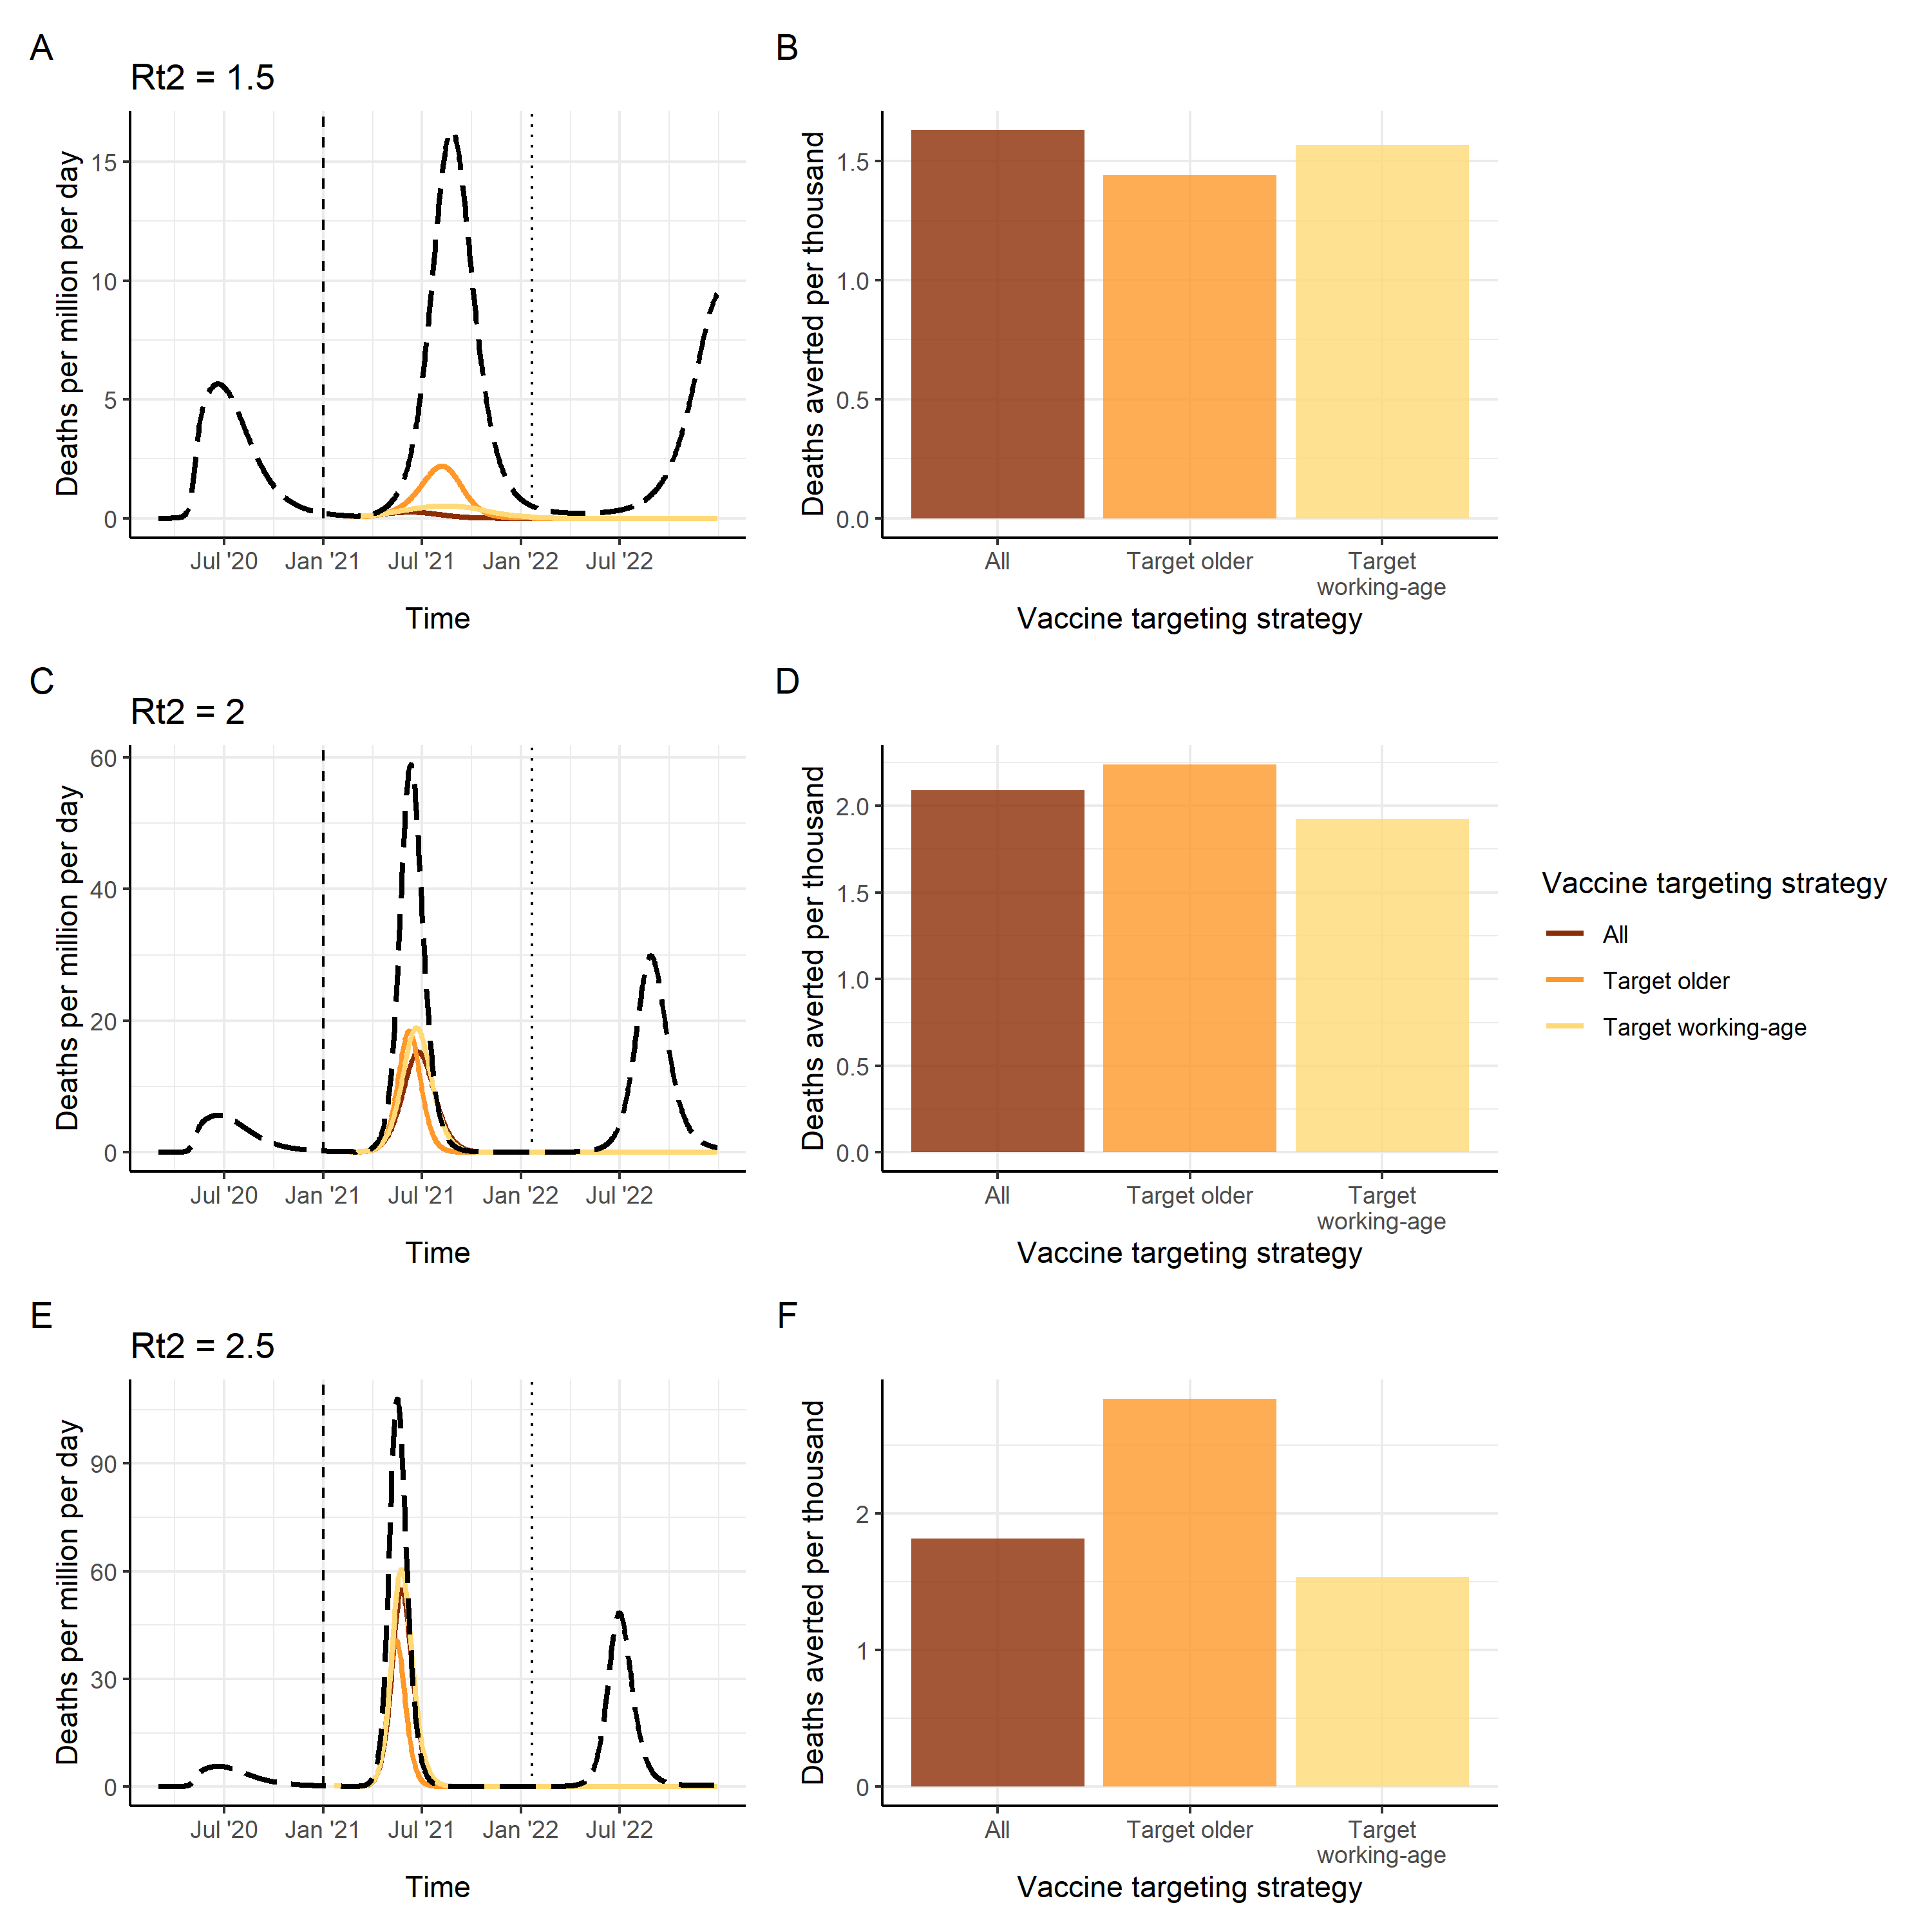 A
B
Rt2 = 1.5
Deaths per million per day
15
10
5
0
Jul '20
Jan '21
Jul '21
Jan '22
Jul '22
Time
Deaths averted per thousand
1.5
1.0
0.5
0.0
All
Target older
Target
working-age
Vaccine targeting strategy
C
D
Rt2 = 2
Deaths per million per day
60
40
20
0
Jul '20
Jan '21
Jul '21
Jan '22
Jul '22
Time
Deaths averted per thousand
2.0
1.5
1.0
0.5
0.0
All
Target older
Target
working-age
Vaccine targeting strategy
Vaccine targeting strategy
All
Target older
Target working-age
E
F
Rt2 = 2.5
Deaths per million per day
90
60
30
0
Jul '20
Jan '21
Jul '21
Jan '22
Jul '22
Time
Deaths averted per thousand
2
1
0
All
Target older
Target
working-age
Vaccine targeting strategy